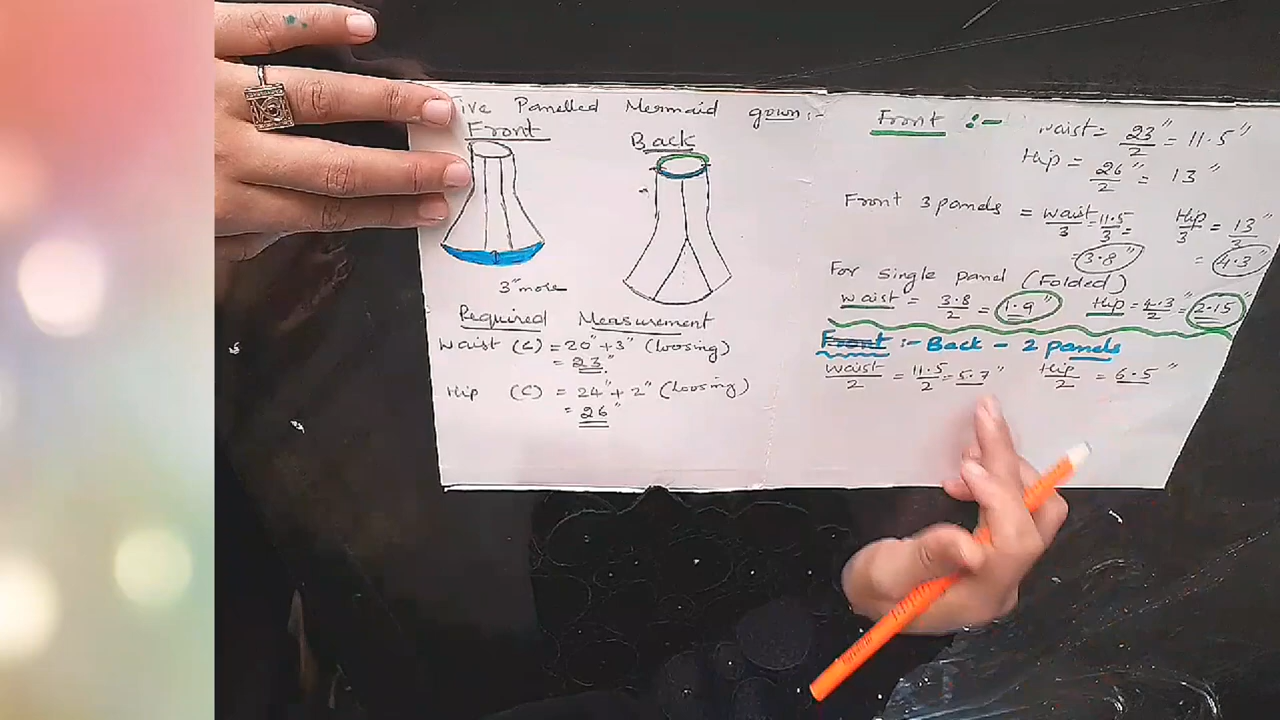 Five Panelled Mermaid gown:-
Front
Back
3" more
Required Measurement
Waist (C) = 20"+3" (loosing)
= 23"
Hip (C) = 24"+2" (loosing)
= 26"
Front :-
waist = 23"/2 = 11.5"
Hip = 26"/2 = 13"
Front 3 panels = waist/3 = 11.5/3 = 3.8" Hip/3 = 13"/3 = 4.3"
For single panel (Folded)
waist = 3.8/2 = 1.9" Hip = 4.3"/2 = 2.15"
Front :- Back - 2 panels
Waist/2 = 11.5/2 = 5.7" Hip/2 = 6.5"